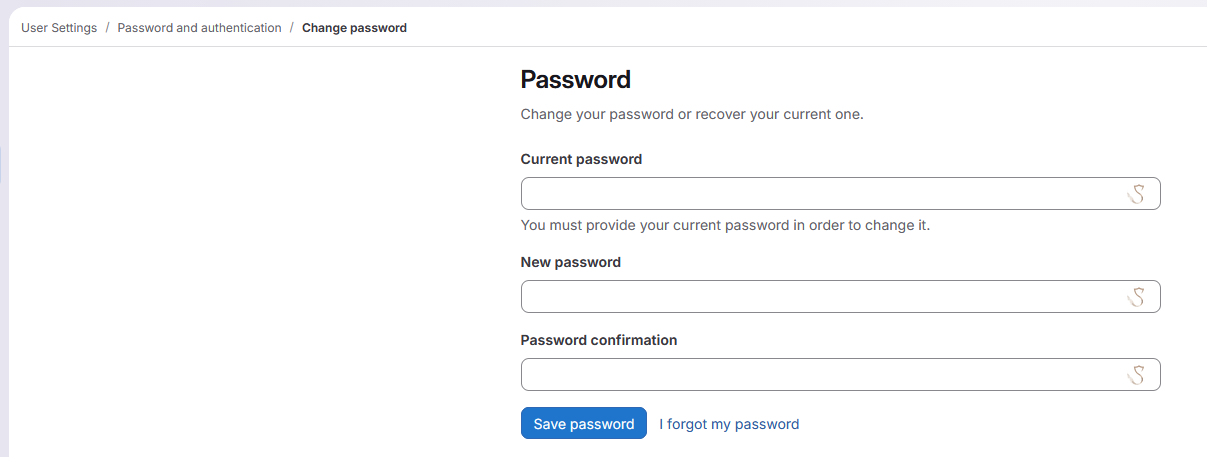 User Settings / Password and authentication / Change password
Password
Change your password or recover your current one.
Current password
You must provide your current password in order to change it.
New password
Password confirmation
Save password I forgot my password